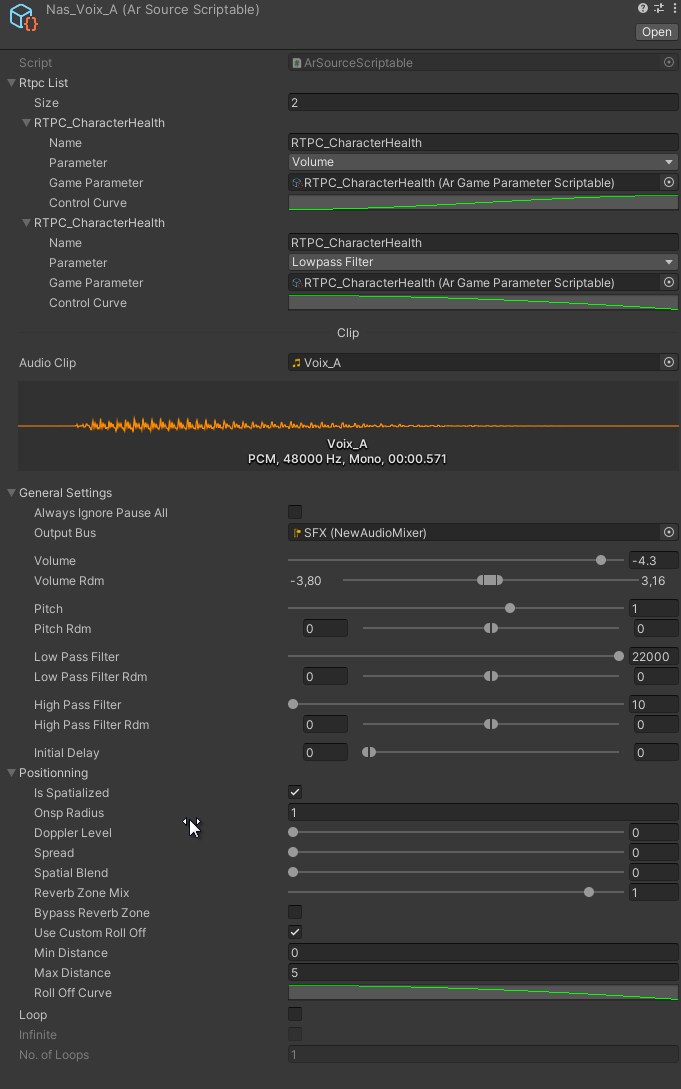 Nas_Voix_A (Ar Source Scriptable)
Open
Script ArSourceScriptable
Rtpc List
Size 2
RTPC_CharacterHealth
Name RTPC_CharacterHealth
Parameter Volume
Game Parameter RTPC_CharacterHealth (Ar Game Parameter Scriptable)
Control Curve
RTPC_CharacterHealth
Name RTPC_CharacterHealth
Parameter Lowpass Filter
Game Parameter RTPC_CharacterHealth (Ar Game Parameter Scriptable)
Control Curve
Clip
Audio Clip Voix_A
Voix_A
PCM, 48000 Hz, Mono, 00:00.571
General Settings
Always Ignore Pause All
Output Bus SFX (NewAudioMixer)
Volume -4.3
Volume Rdm -3,80 3,16
Pitch 1
Pitch Rdm 0 0
Low Pass Filter 22000
Low Pass Filter Rdm 0 0
High Pass Filter 10
High Pass Filter Rdm 0 0
Initial Delay 0 0
Positionning
Is Spatialized
Onsp Radius 1
Doppler Level 0
Spread 0
Spatial Blend 0
Reverb Zone Mix 1
Bypass Reverb Zone
Use Custom Roll Off
Min Distance 0
Max Distance 5
Roll Off Curve
Loop
Infinite
No. of Loops 1